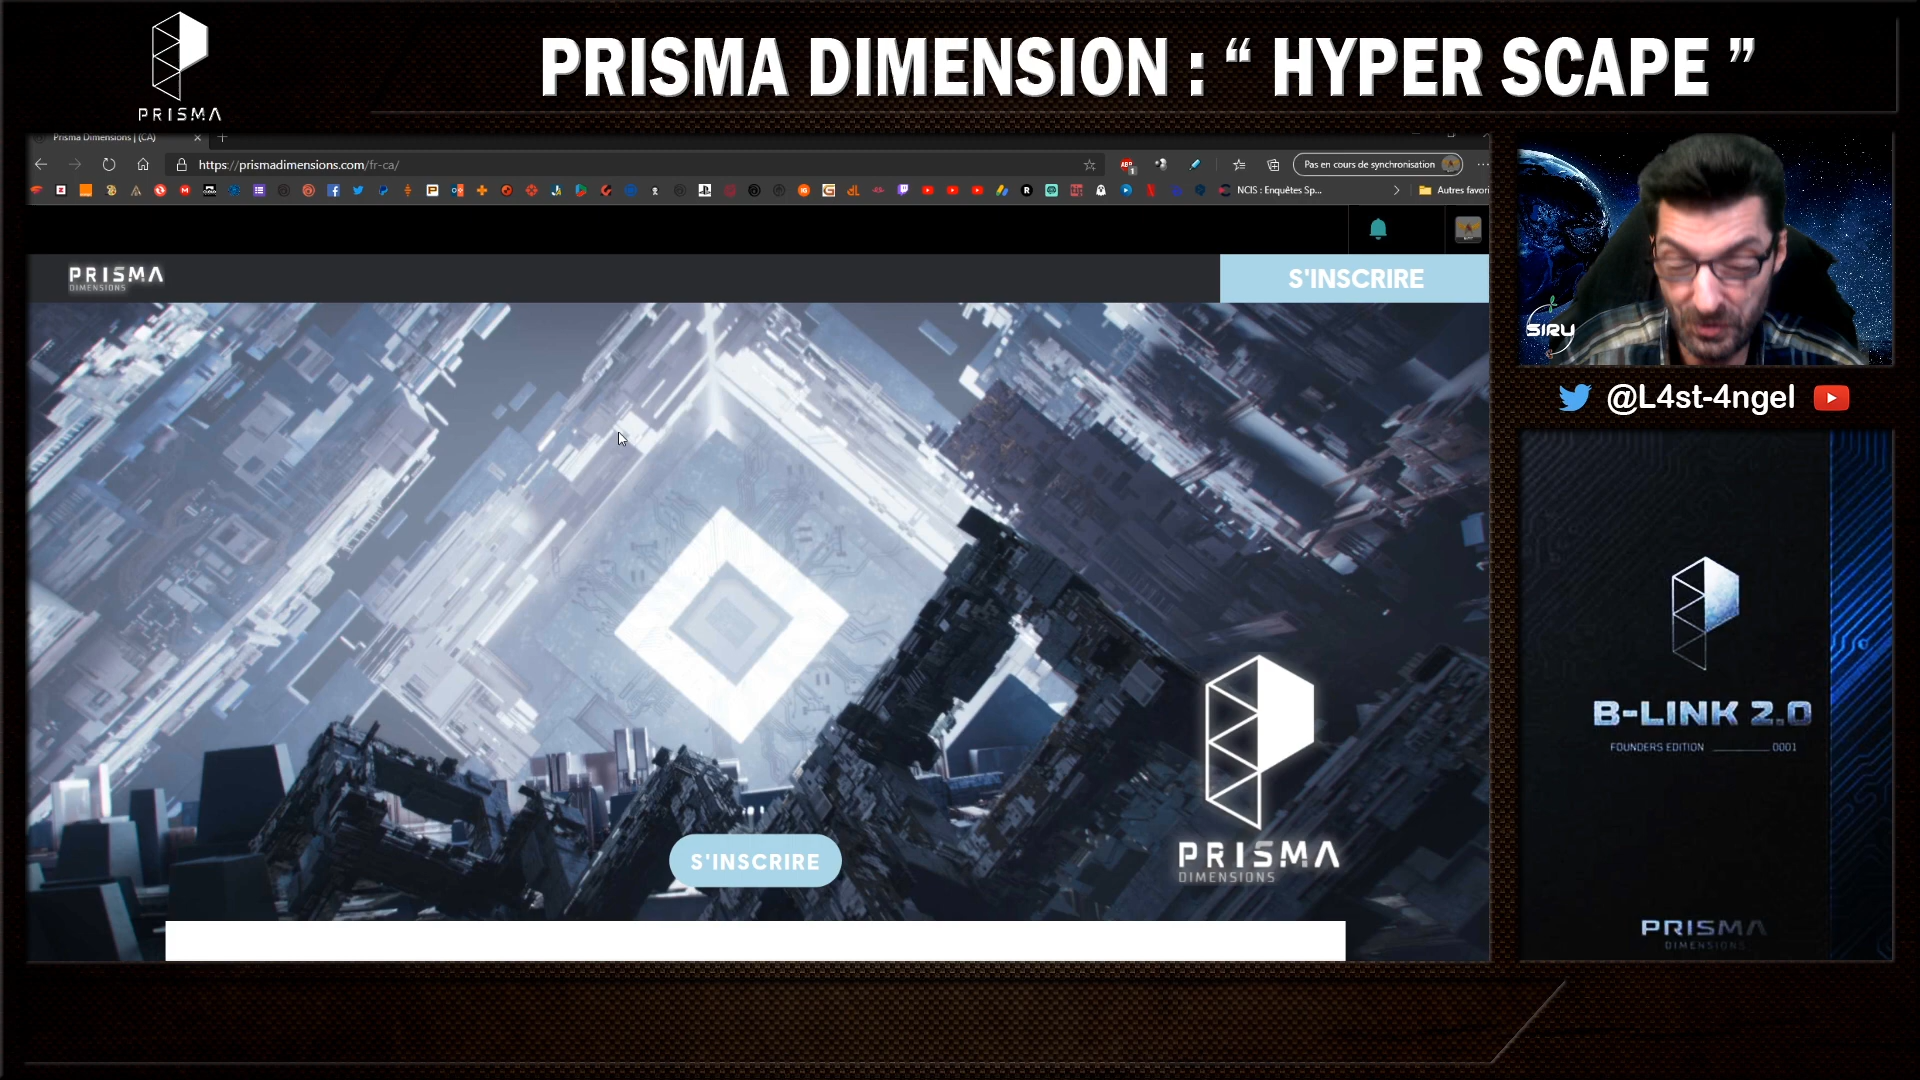 PRISMA DIMENSION : “ HYPER SCAPE ”
PRISMA
Prisma Dimensions | (CA)
https://prismadimensions.com/fr-ca/
Pas en cours de synchronisation
NCIS : Enquêtes Sp...
Autres favori
PRISMA
DIMENSIONS
S'INSCRIRE
SIRU
@L4st-4ngel
B-LINK 2.0
FOUNDERS EDITION ________ 0001
PRISMA
DIMENSIONS
S'INSCRIRE
PRISMA
DIMENSIONS